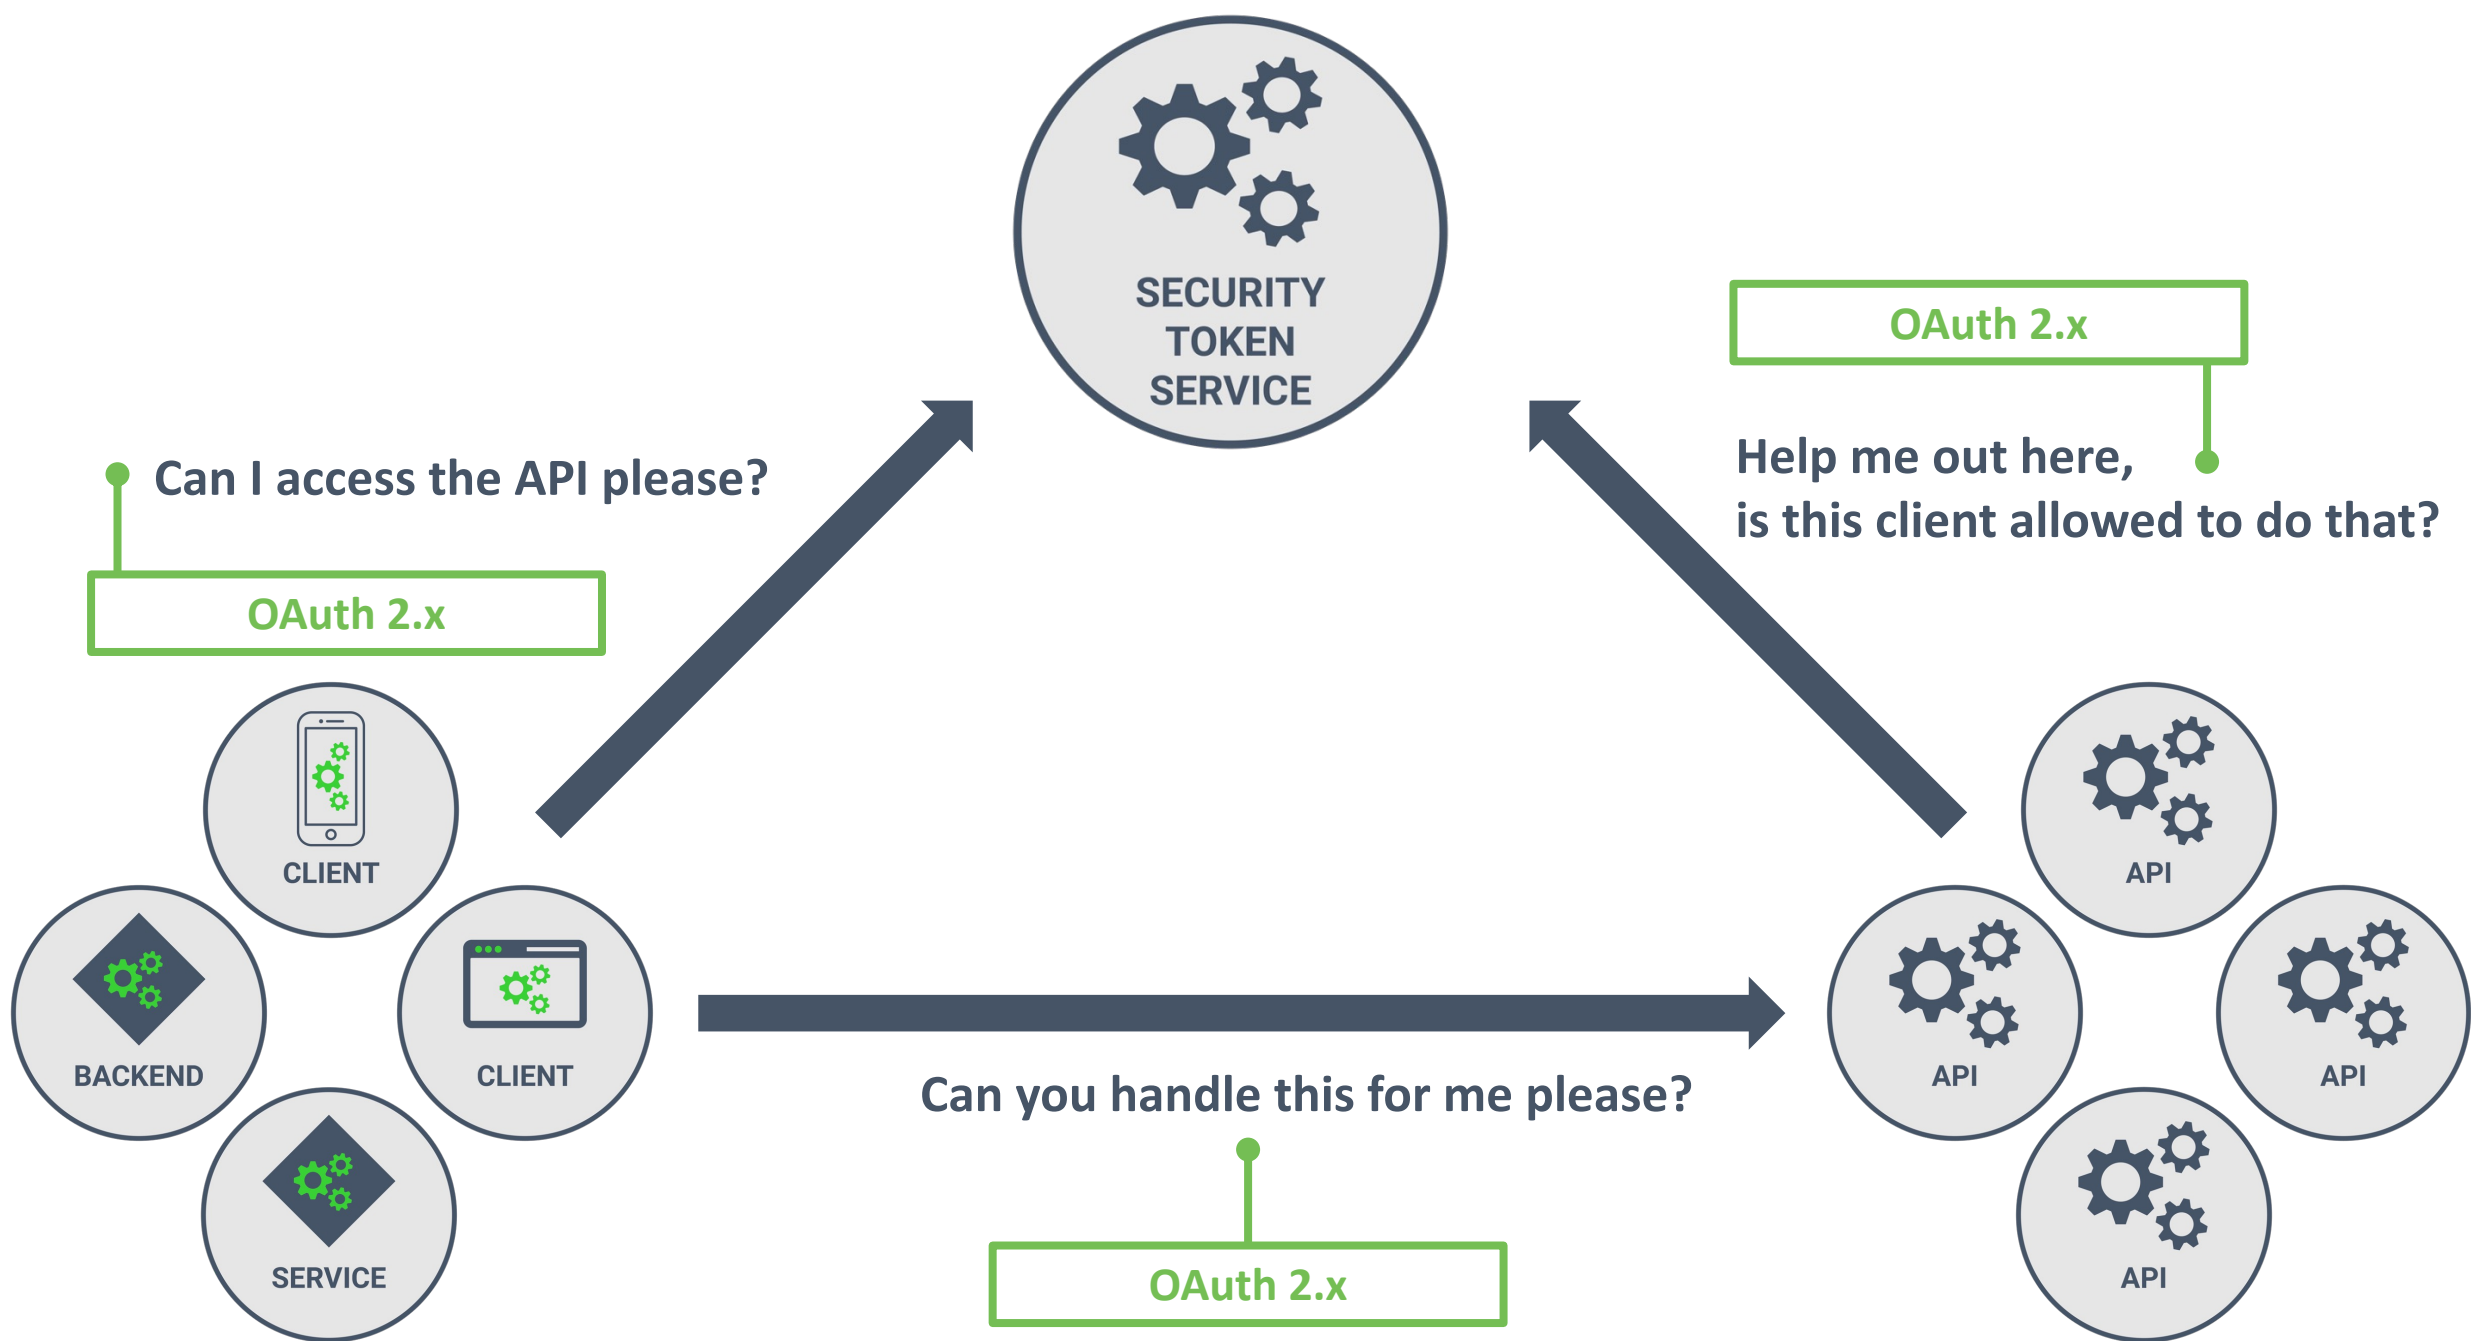 SECURITY
TOKEN
SERVICE
OAuth 2.x
Can I access the API please?
Help me out here,
is this client allowed to do that?
OAuth 2.x
CLIENT
API
BACKEND
CLIENT
API
API
Can you handle this for me please?
SERVICE
API
OAuth 2.x